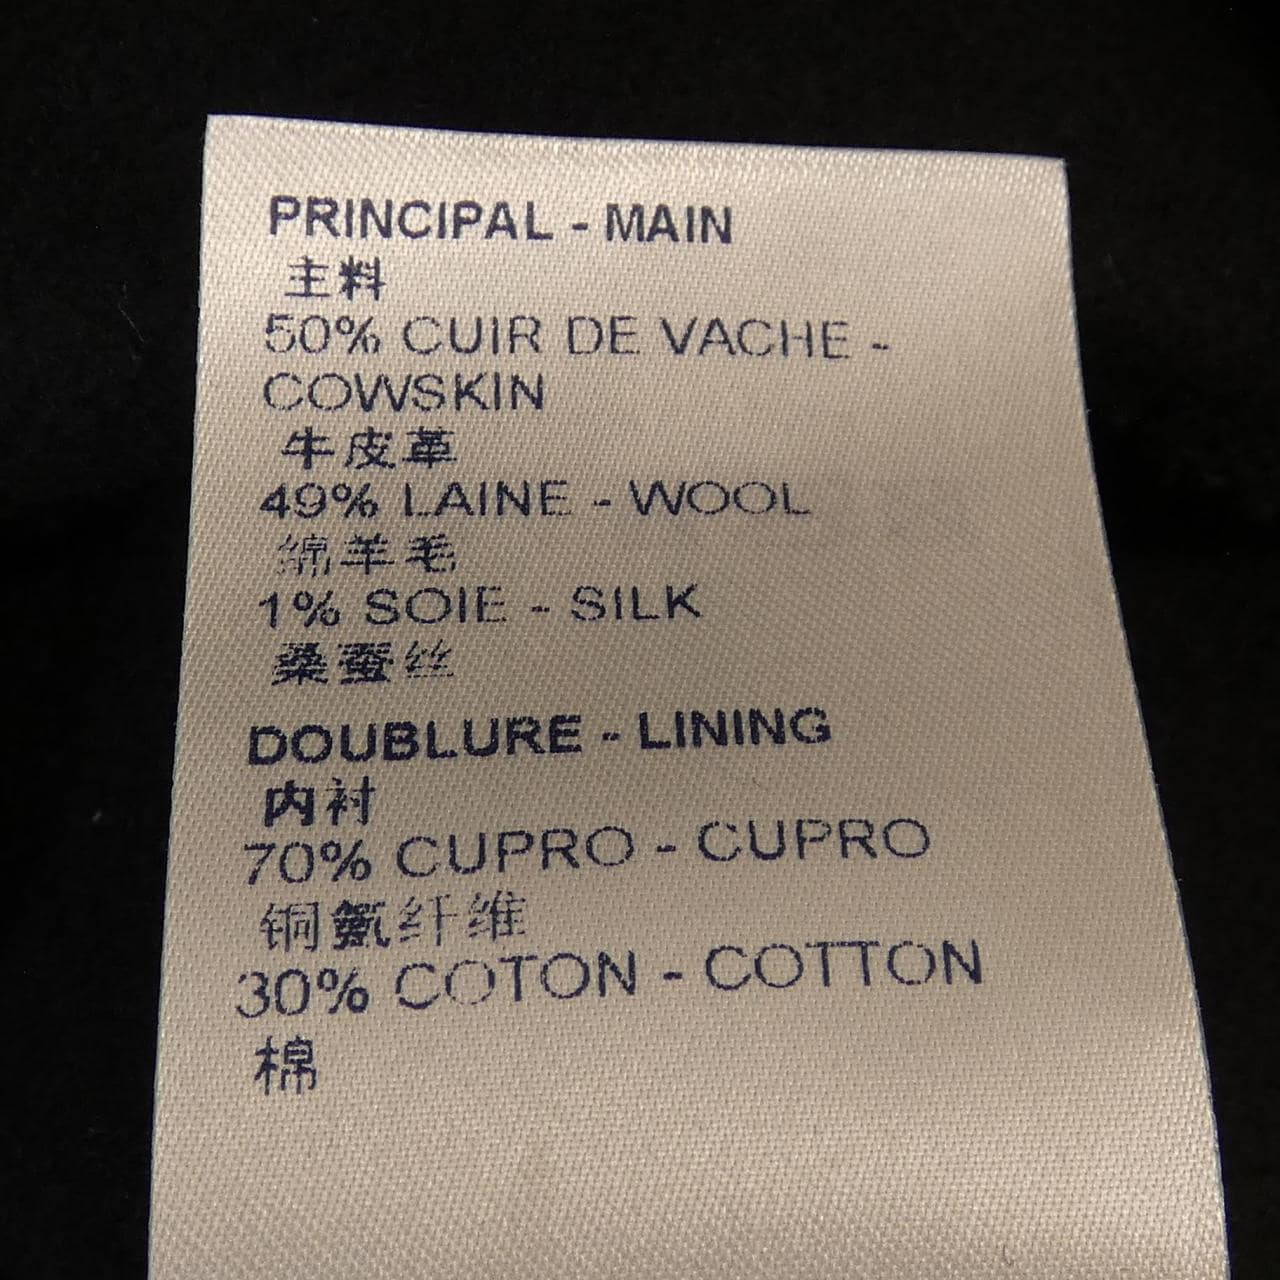 PRINCIPAL - MAIN
主料
50% CUIR DE VACHE -
COWSKIN
牛皮革
49% LAINE - WOOL
绵羊毛
1% SOIE - SILK
桑蚕丝
DOUBLURE - LINING
内衬
70% CUPRO - CUPRO
铜氨纤维
30% COTON - COTTON
棉